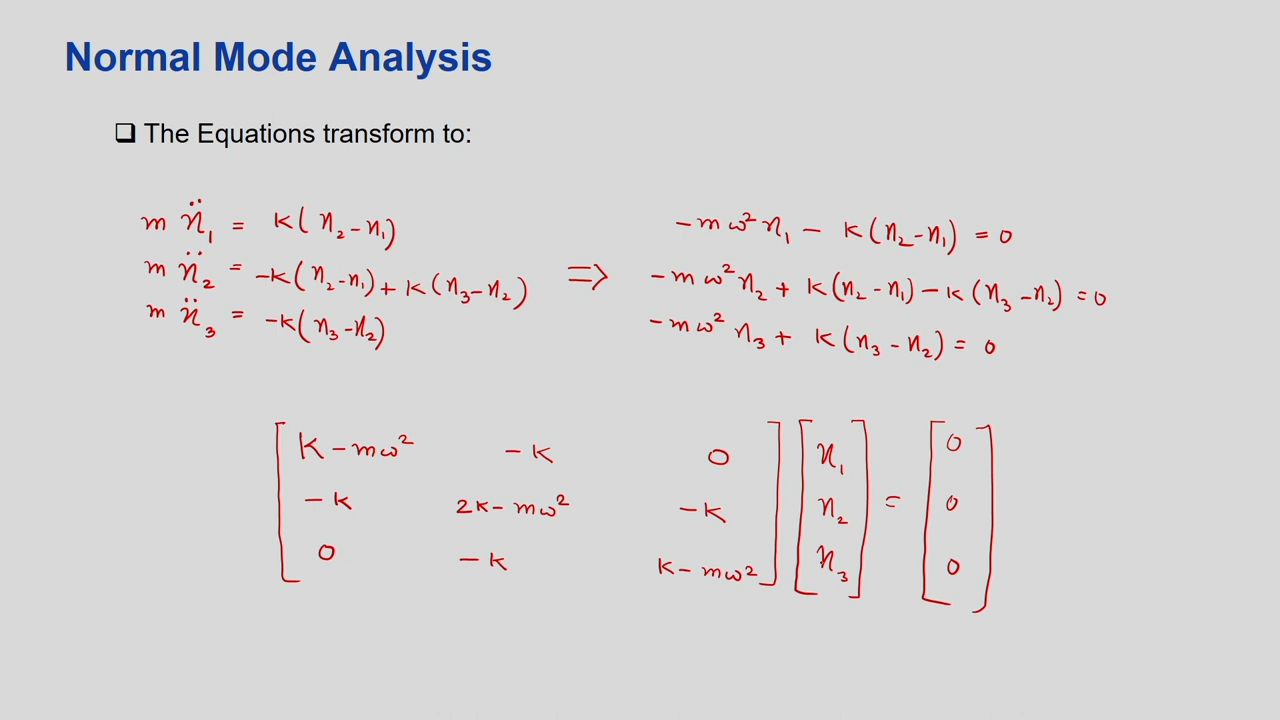 Normal Mode Analysis
❑ The Equations transform to:
m ẍ₁ = K(x₂ - x₁)
m ẍ₂ = -K(x₂ - x₁) + K(x₃ - x₂)
m ẍ₃ = -K(x₃ - x₂)
⇒
-mω²x₁ - K(x₂ - x₁) = 0
-mω²x₂ + K(x₂ - x₁) - K(x₃ - x₂) = 0
-mω²x₃ + K(x₃ - x₂) = 0
[ K - mω² -K 0 ] [ x₁ ] = [ 0 ]
[ -K 2K - mω² -K ] [ x₂ ] = [ 0 ]
[ 0 -K K - mω² ] [ x₃ ] = [ 0 ]